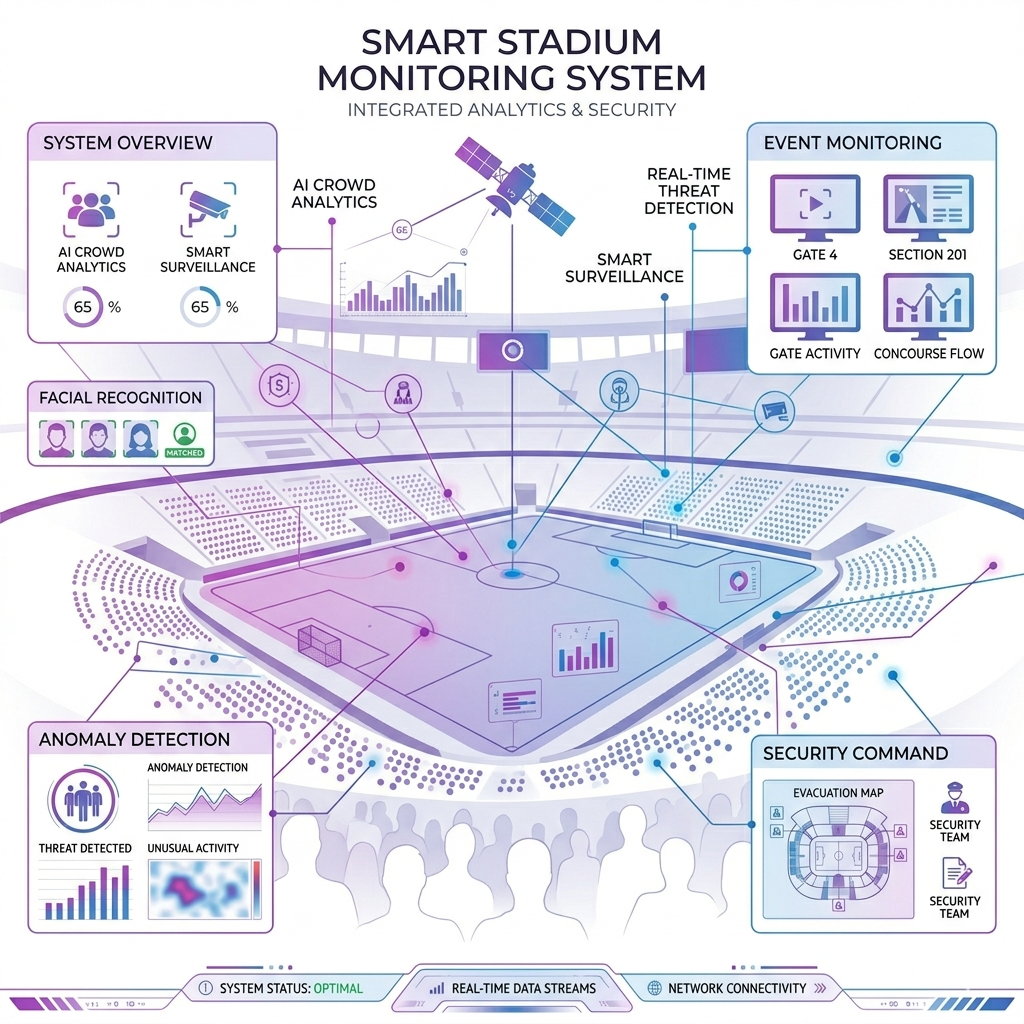 SMART STADIUM
MONITORING SYSTEM
INTEGRATED ANALYTICS & SECURITY
SYSTEM OVERVIEW
AI CROWD
ANALYTICS
65 %
SMART
SURVEILLANCE
65 %
AI CROWD
ANALYTICS
GE
REAL-TIME
THREAT
DETECTION
SMART
SURVEILLANCE
EVENT MONITORING
GATE 4
SECTION 201
GATE ACTIVITY
CONCOURSE FLOW
S
FACIAL RECOGNITION
MATCHED
ANOMALY DETECTION
ANOMALY DETECTION
THREAT DETECTED
UNUSUAL ACTIVITY
SECURITY COMMAND
EVACUATION MAP
SECURITY
TEAM
SECURITY
TEAM
SYSTEM STATUS: OPTIMAL
REAL-TIME DATA STREAMS
NETWORK CONNECTIVITY